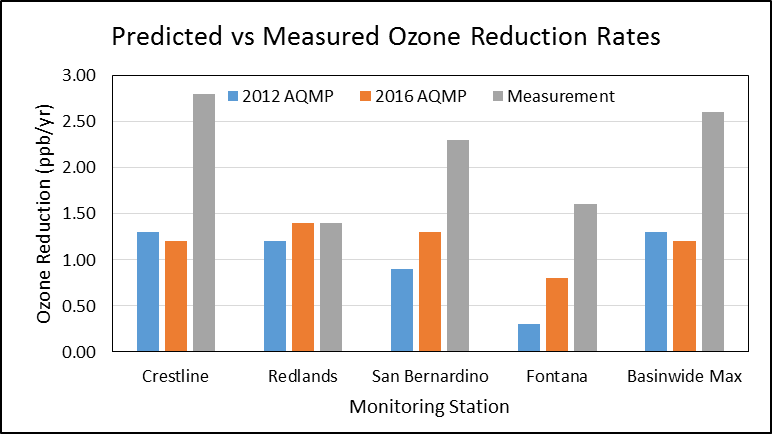 Predicted vs Measured Ozone Reduction Rates
3.00
2.50
2.00
1.50
1.00
0.50
0.00
Ozone Reduction (ppb/yr)
2012 AQMP 2016 AQMP Measurement
Crestline Redlands San Bernardino Fontana Basinwide Max
Monitoring Station